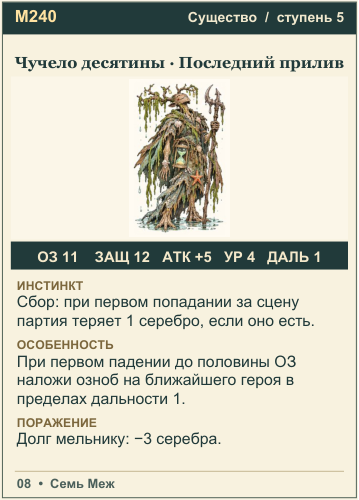 M240
Существо / ступень 5
Чучело десятины · Последний прилив
ОЗ 11 ЗАЩ 12 АТК +5 УР 4 ДАЛЬ 1
ИНСТИНКТ
Сбор: при первом попадании за сцену
партия теряет 1 серебро, если оно есть.
ОСОБЕННОСТЬ
При первом падении до половины ОЗ
наложи озноб на ближайшего героя в
пределах дальности 1.
ПОРАЖЕНИЕ
Долг мельнику: −3 серебра.
08 • Семь Меж